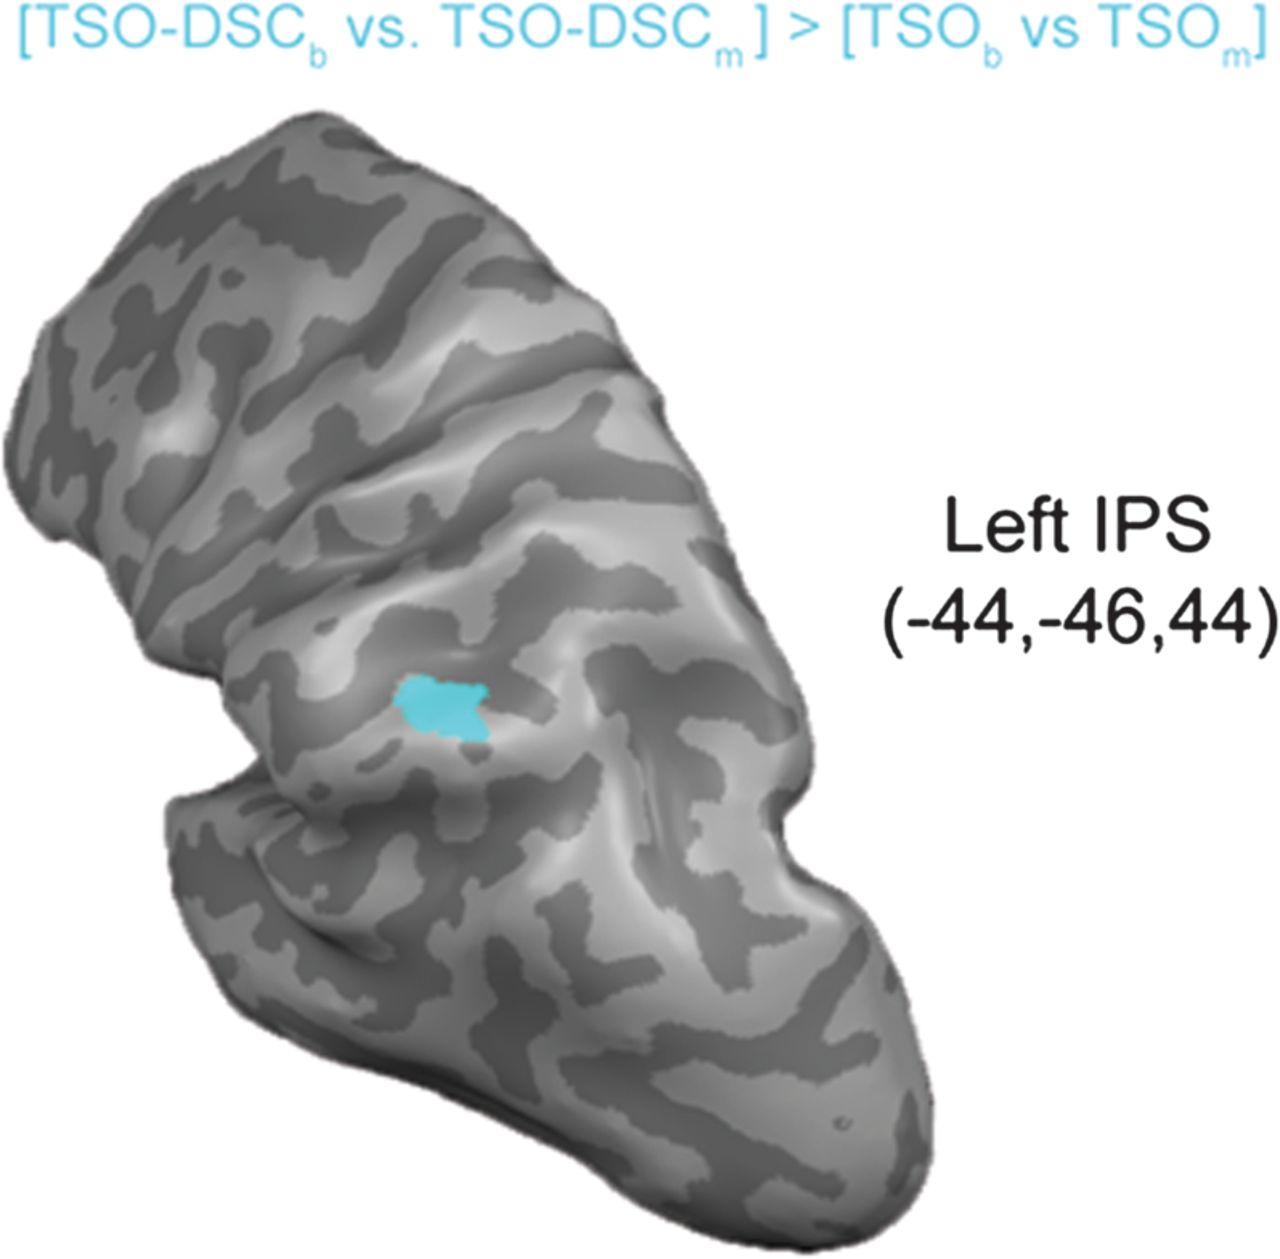 [TSO-DSCb vs. TSO-DSCm] > [TSOb vs TSOm]
Left IPS
(-44,-46,44)